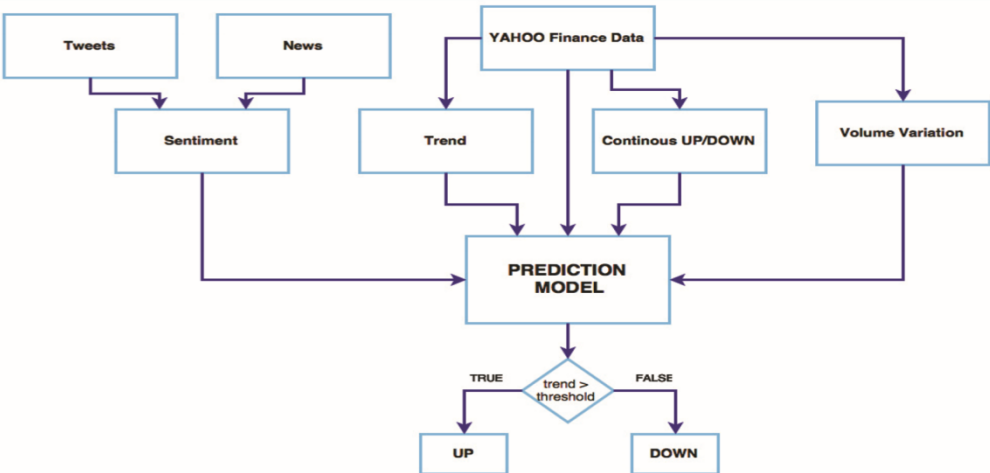 Tweets
News
YAHOO Finance Data
Sentiment
Trend
Continous UP/DOWN
Volume Variation
PREDICTION
MODEL
TRUE
trend >
threshold
FALSE
UP
DOWN